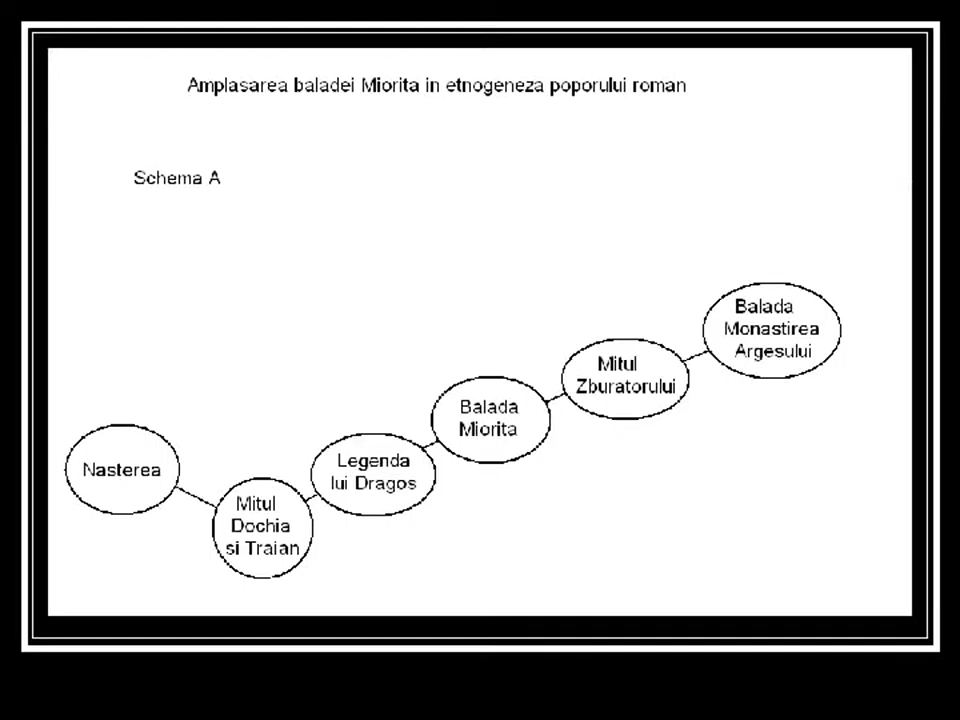 Amplasarea baladei Miorita in etnogeneza poporului roman
Schema A
Nasterea
Mitul
Dochia
si Traian
Legenda
lui Dragos
Balada
Miorita
Mitul
Zburatorului
Balada
Monastirea
Argesului